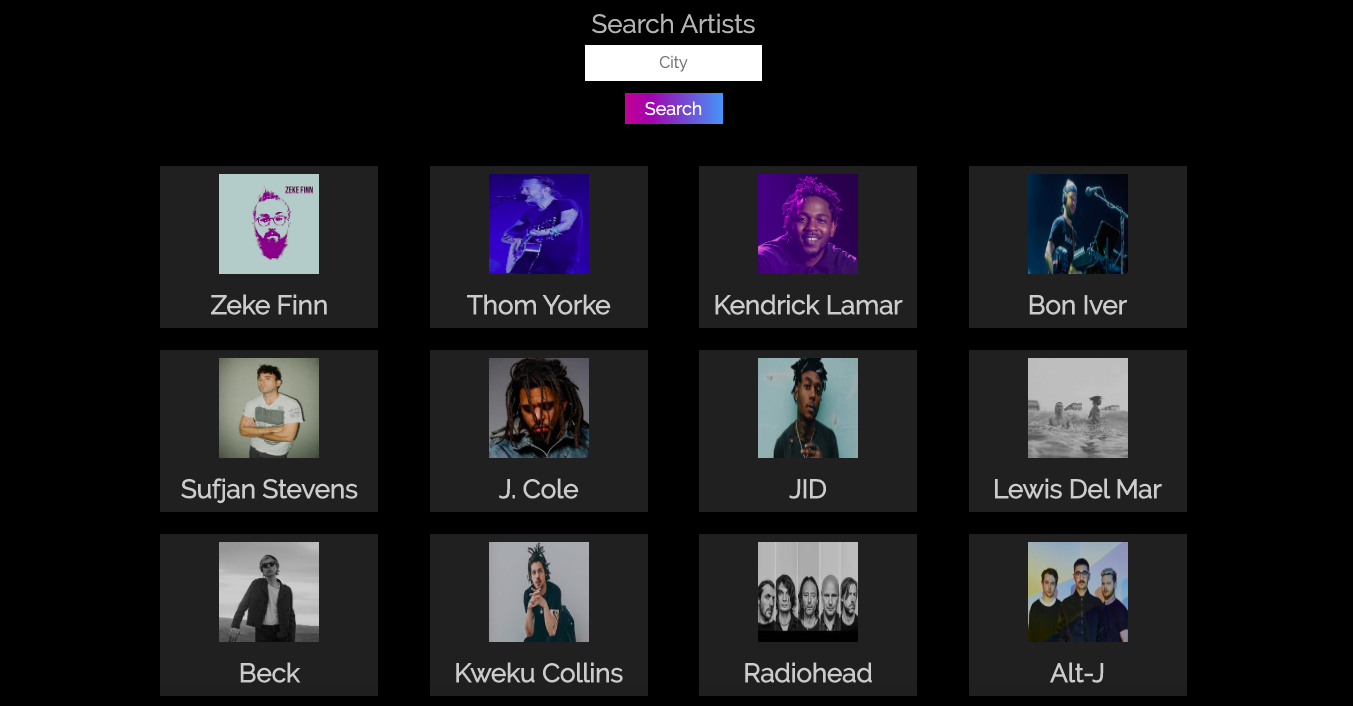 Search Artists
City
Search
ZEKE FINN
Zeke Finn
Thom Yorke
Kendrick Lamar
Bon Iver
Sufjan Stevens
J. Cole
JID
Lewis Del Mar
Beck
Kweku Collins
Radiohead
Alt-J